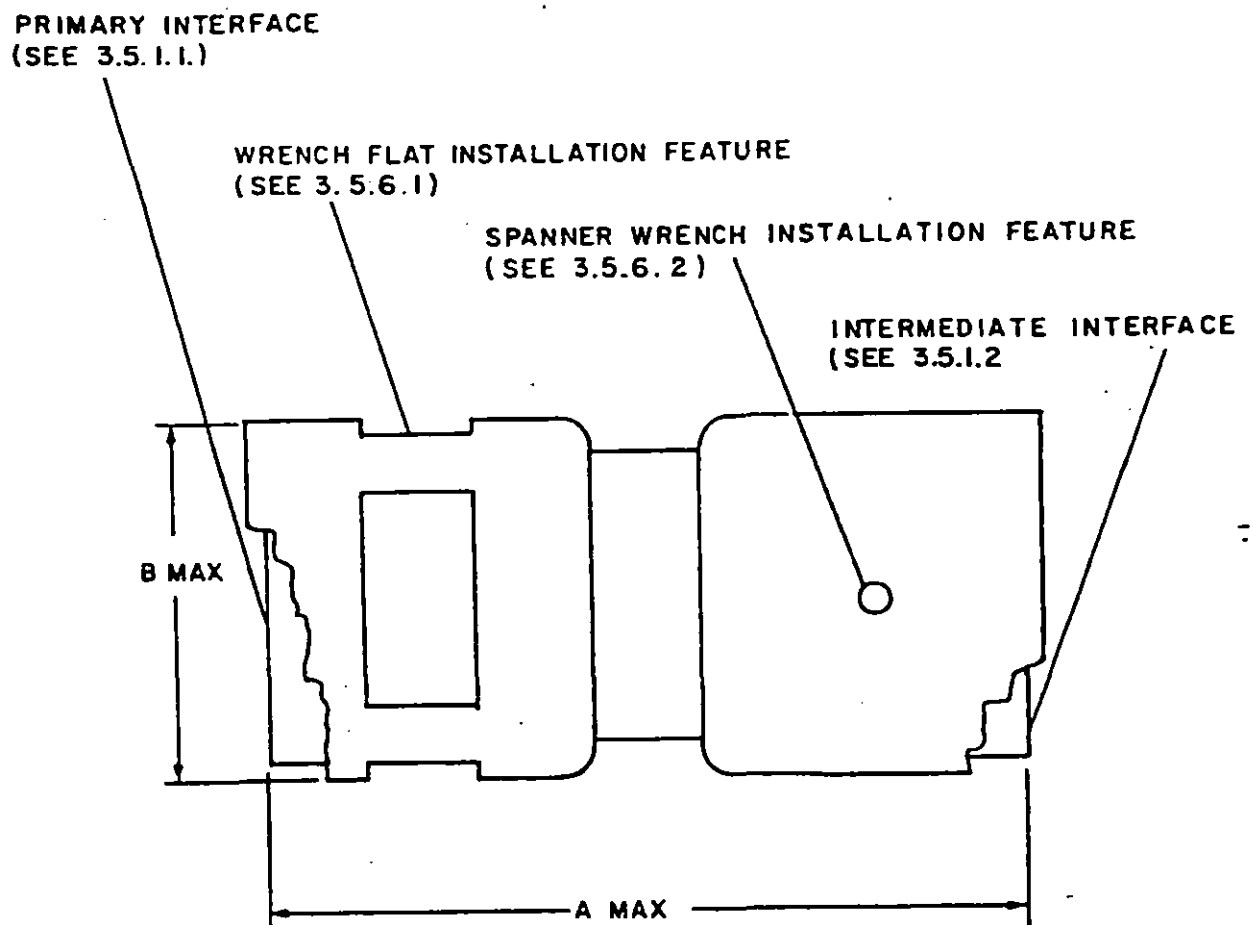 PRIMARY INTERFACE
(SEE 3.5.1.1.)
WRENCH FLAT INSTALLATION FEATURE
(SEE 3.5.6.1)
SPANNER WRENCH INSTALLATION FEATURE
(SEE 3.5.6.2)
INTERMEDIATE INTERFACE
(SEE 3.5.1.2
B MAX
A MAX